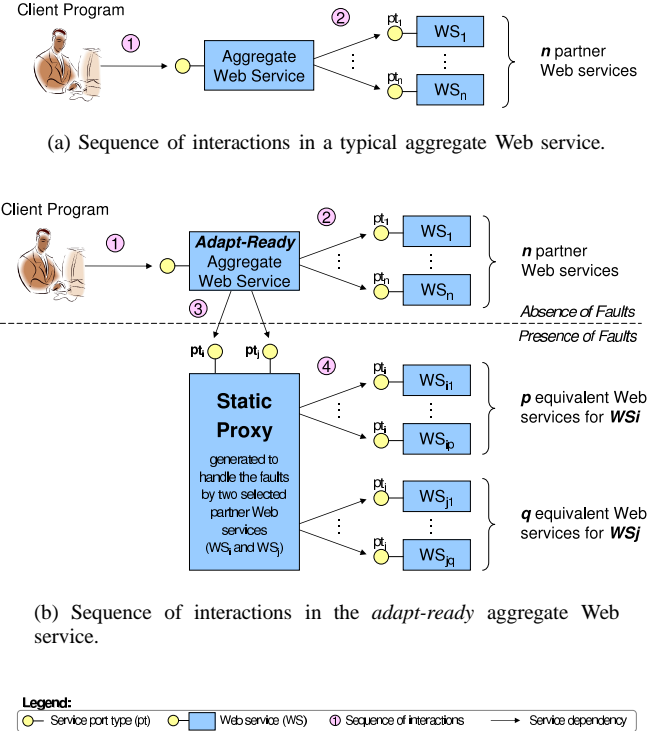 Client Program
1
Aggregate
Web Service
2
pt1
WS1
⋮
⋮
ptn
WSn
n partner
Web services
(a) Sequence of interactions in a typical aggregate Web service.
Client Program
1
Adapt-Ready
Aggregate
Web Service
2
pt1
WS1
⋮
⋮
ptn
WSn
n partner
Web services
3
Absence of Faults
Presence of Faults
pti
ptj
Static
Proxy
generated to
handle the faults
by two selected
partner Web
services
(WSi and WSj)
4
pti
WSi1
⋮
⋮
pti
WSip
p equivalent Web
services for WSi
ptj
WSj1
⋮
⋮
ptj
WSjq
q equivalent Web
services for WSj
(b) Sequence of interactions in the adapt-ready aggregate Web
service.
Legend:
Service port type (pt)
Web service (WS)
1
Sequence of interactions
Service dependency